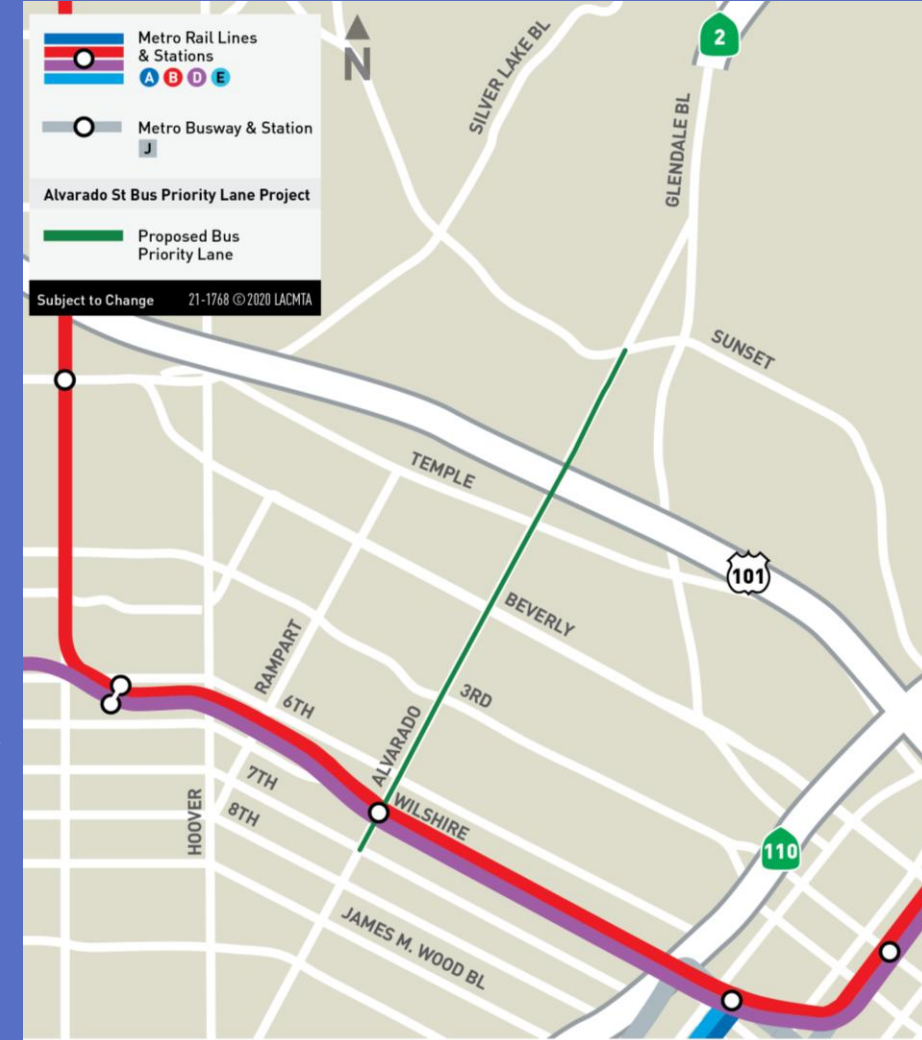 Metro Rail Lines
& Stations
A B D E
Metro Busway & Station
J
Alvarado St Bus Priority Lane Project
Proposed Bus
Priority Lane
Subject to Change 21-1768 © 2020 LACMTA
N
SILVER LAKE BL
2
GLENDALE BL
SUNSET
TEMPLE
101
BEVERLY
RAMPART
6TH
3RD
ALVARADO
7TH
WILSHIRE
8TH
HOOVER
110
JAMES M. WOOD BL